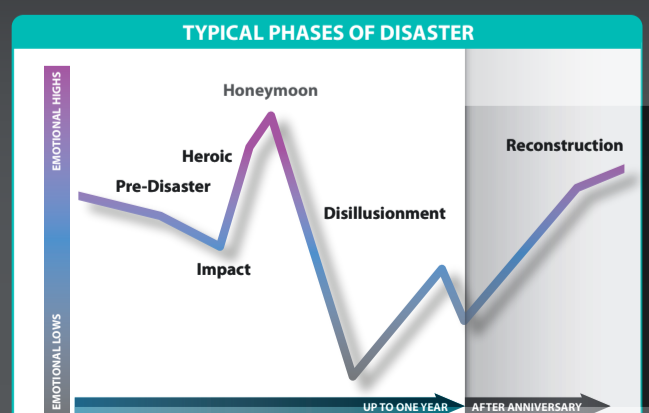 TYPICAL PHASES OF DISASTER
EMOTIONAL HIGHS
Honeymoon
Reconstruction
Heroic
Pre-Disaster
Disillusionment
Impact
EMOTIONAL LOWS
UP TO ONE YEAR
AFTER ANNIVERSARY